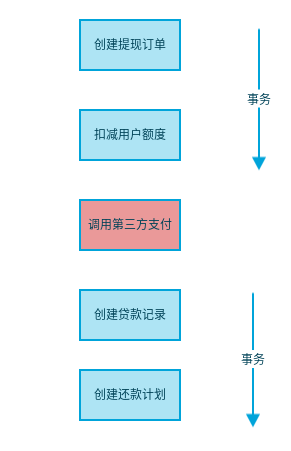 创建提现订单
事务
扣减用户额度
调用第三方支付
创建贷款记录
事务
创建还款计划